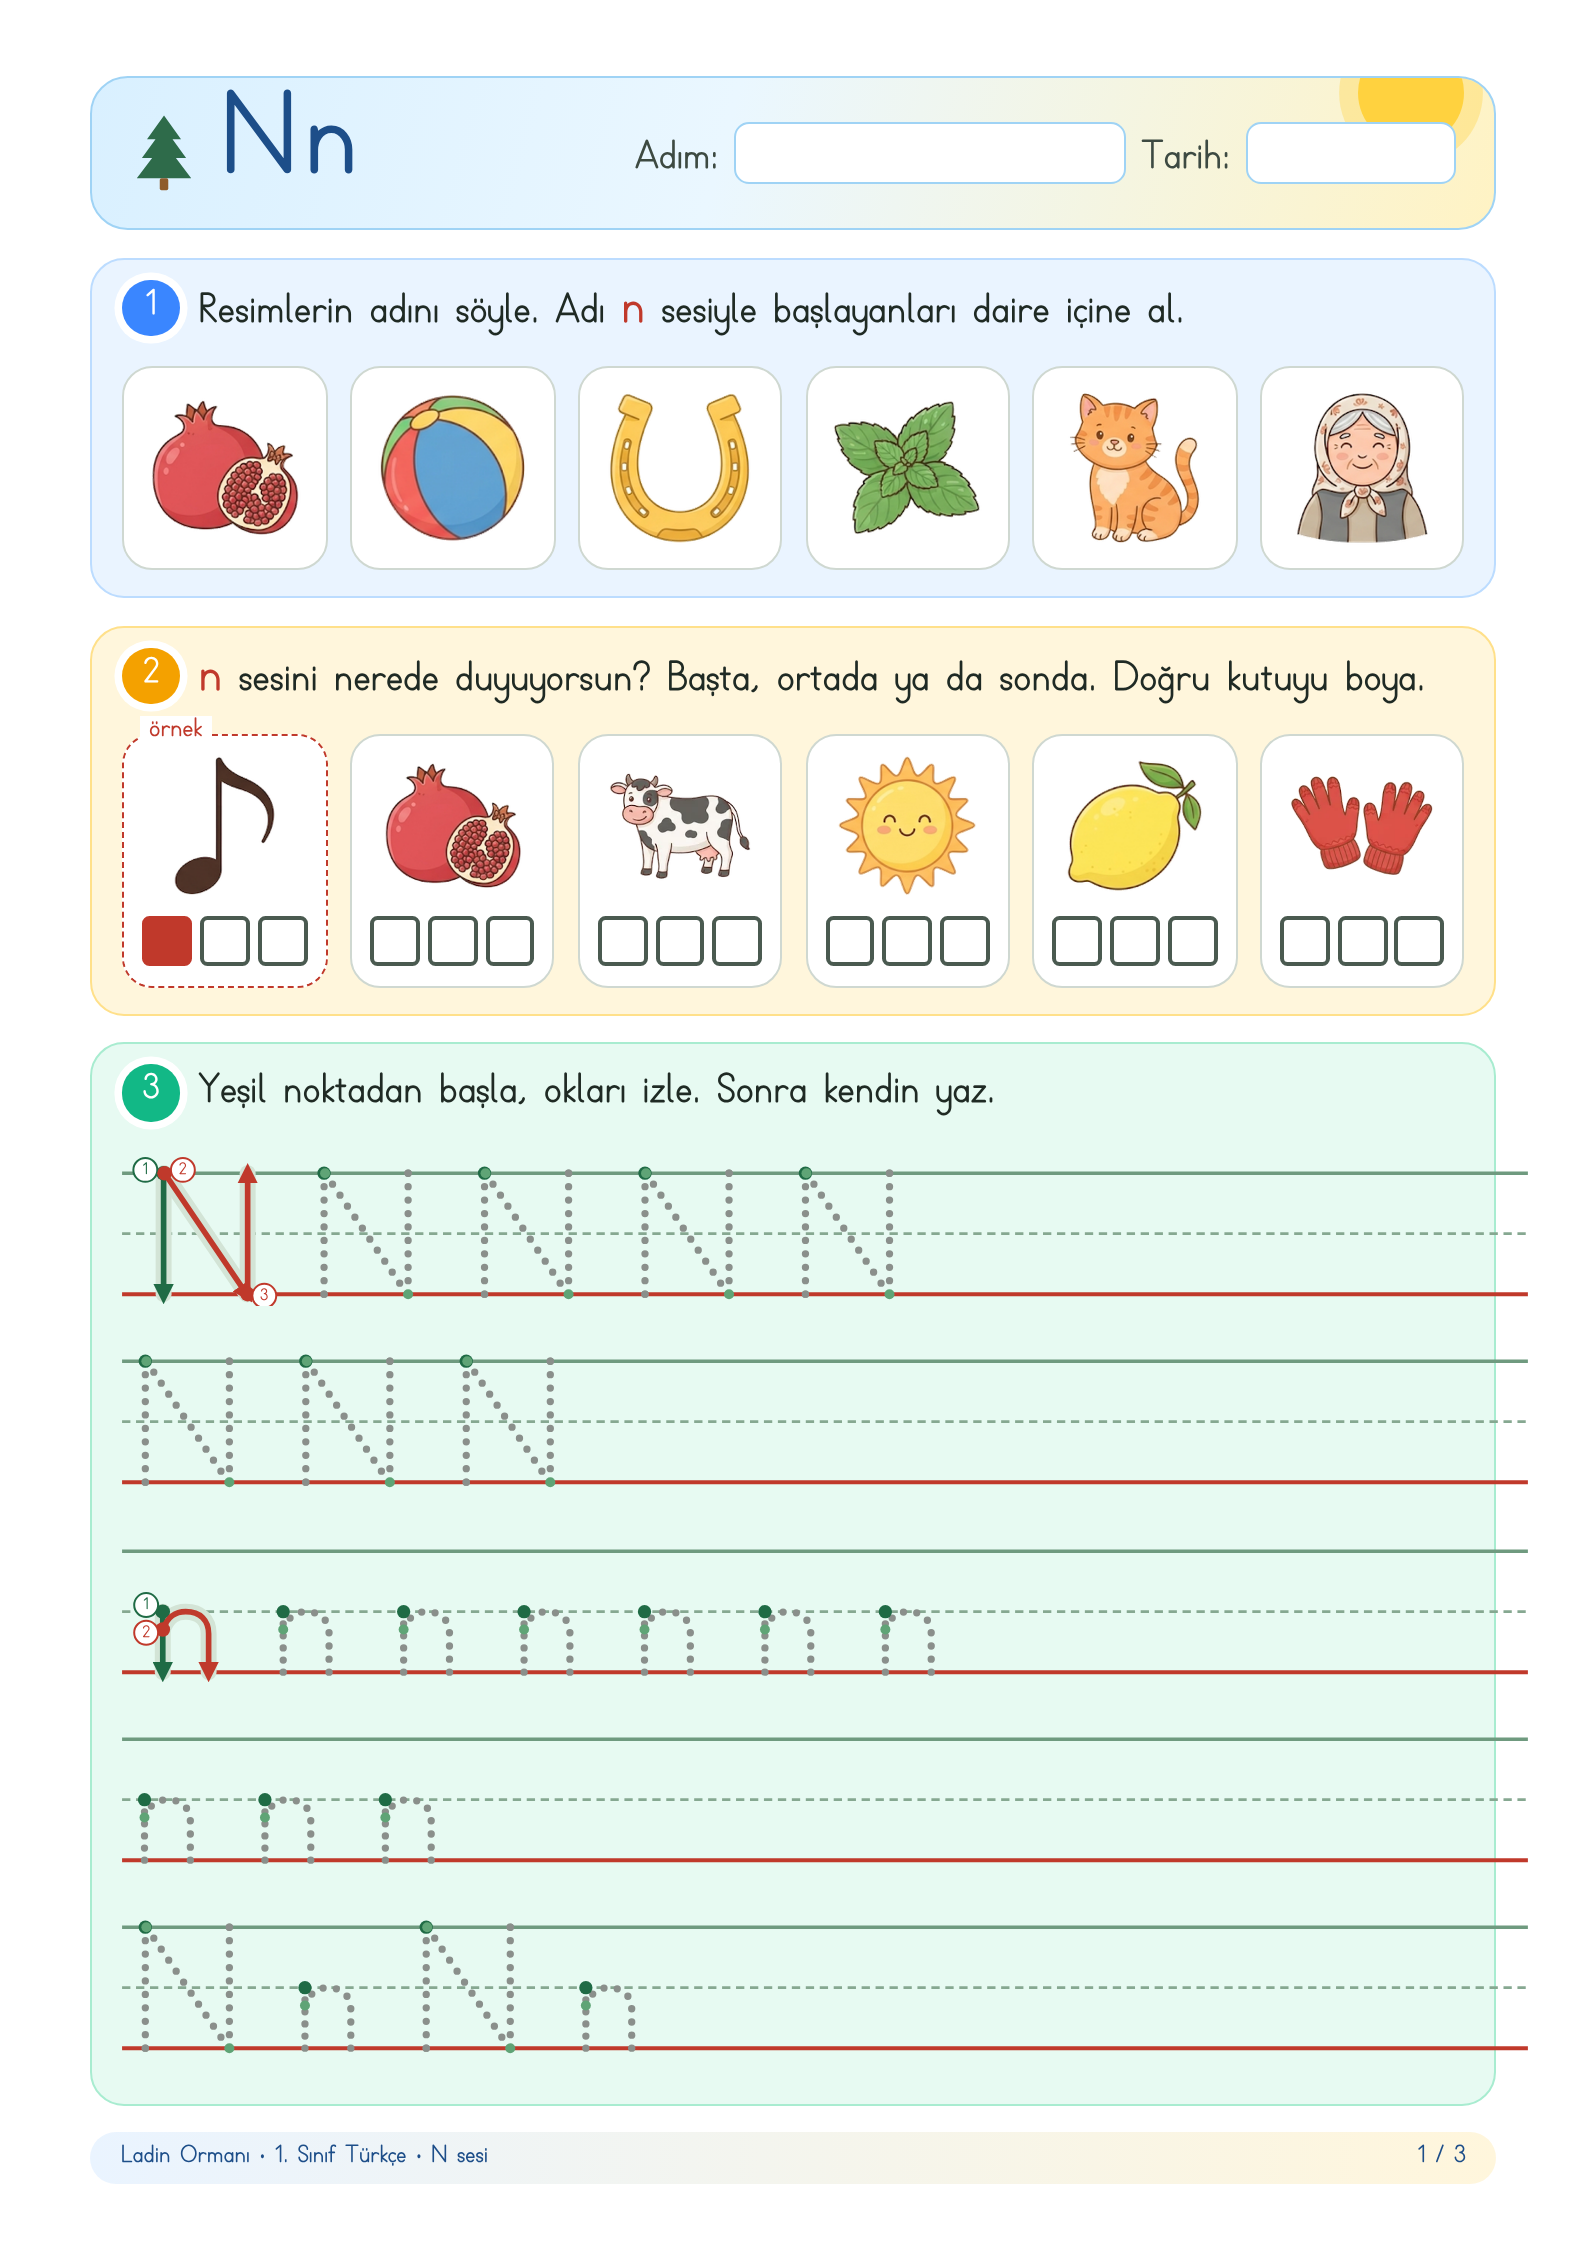 Nn
Adım: Tarih:
1 Resimlerin adını söyle. Adı n sesiyle başlayanları daire içine al.
2 n sesini nerede duyuyorsun? Başta, ortada ya da sonda. Doğru kutuyu boya.
örnek
3 Yeşil noktadan başla, okları izle. Sonra kendin yaz.
1 2 N 3 N N N N
N N N
1 2 n n n n n n n
n n n
N n N n
Ladin Ormanı • 1. Sınıf Türkçe • N sesi 1 / 3